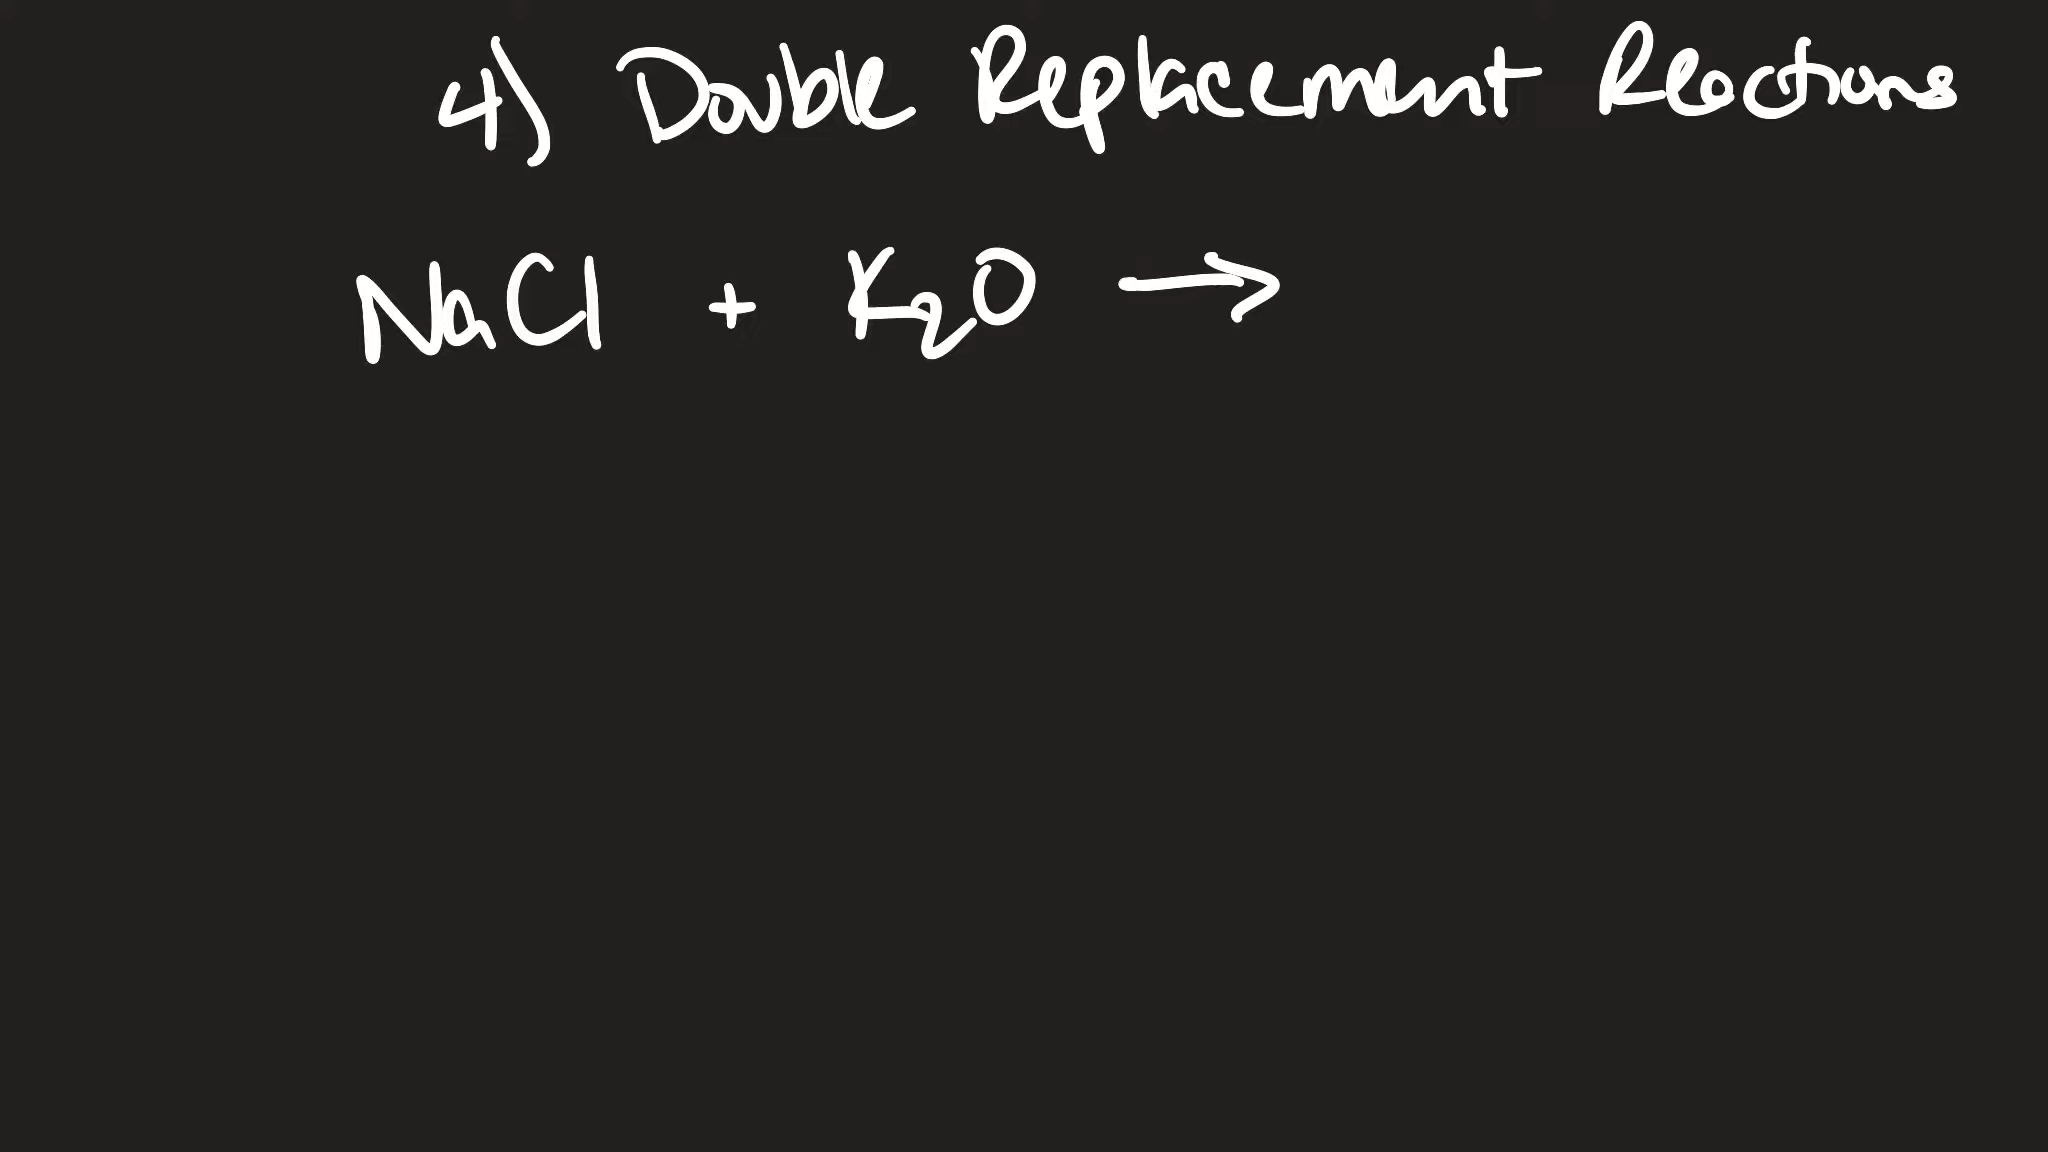 4) Double Replacement Reactions
NaCl + K₂O →